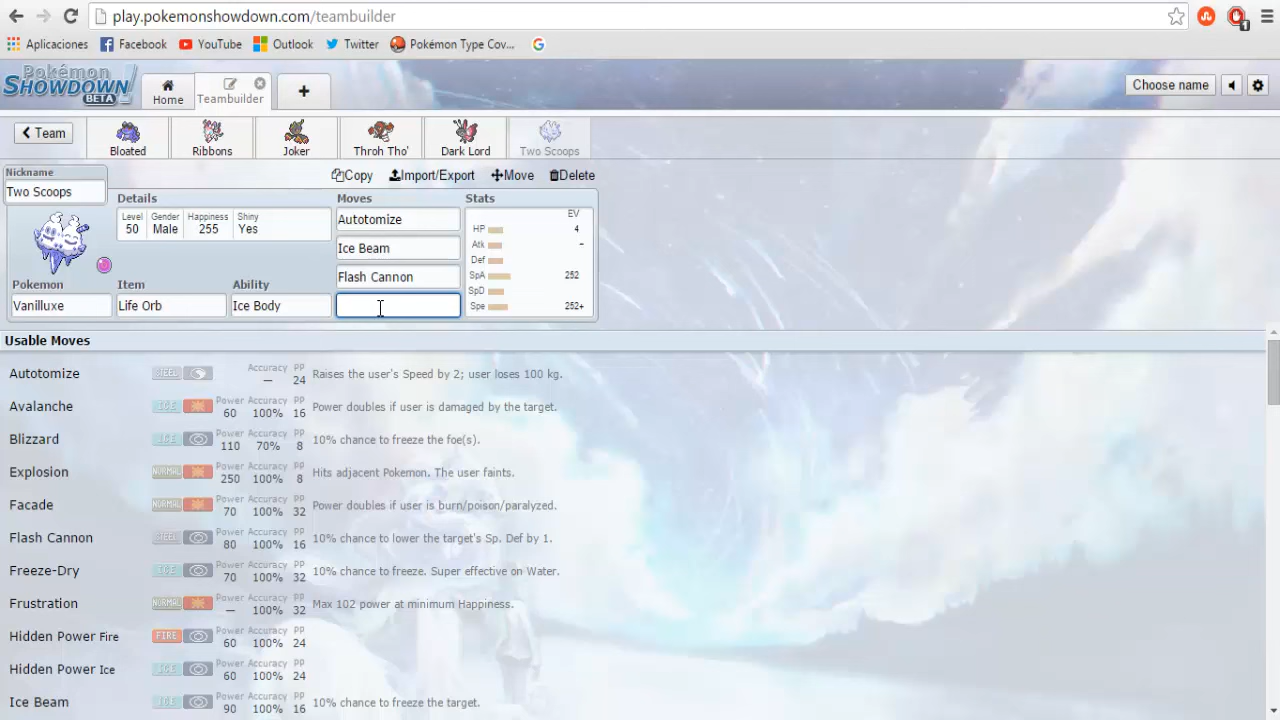 play.pokemonshowdown.com/teambuilder
Aplicaciones Facebook YouTube Outlook Twitter Pokémon Type Cov...
Pokémon
SHOWDOWN
BETA
Home
Teambuilder
+
Choose name
Team
Bloated
Ribbons
Joker
Throh Tho'
Dark Lord
Two Scoops
Nickname
Two Scoops
Copy Import/Export Move Delete
Details
Level Gender Happiness Shiny
50 Male 255 Yes
Pokemon
Vanilluxe
Item
Life Orb
Ability
Ice Body
Moves
Autotomize
Ice Beam
Flash Cannon
Stats
EV
HP 4
Atk -
Def
SpA 252
SpD
Spe 252+
Usable Moves
Autotomize STEEL Accuracy — PP 24 Raises the user's Speed by 2; user loses 100 kg.
Avalanche ICE Power 60 Accuracy 100% PP 16 Power doubles if user is damaged by the target.
Blizzard ICE Power 110 Accuracy 70% PP 8 10% chance to freeze the foe(s).
Explosion NORMAL Power 250 Accuracy 100% PP 8 Hits adjacent Pokemon. The user faints.
Facade NORMAL Power 70 Accuracy 100% PP 32 Power doubles if user is burn/poison/paralyzed.
Flash Cannon STEEL Power 80 Accuracy 100% PP 16 10% chance to lower the target's Sp. Def by 1.
Freeze-Dry ICE Power 70 Accuracy 100% PP 32 10% chance to freeze. Super effective on Water.
Frustration NORMAL Power — Accuracy 100% PP 32 Max 102 power at minimum Happiness.
Hidden Power Fire FIRE Power 60 Accuracy 100% PP 24
Hidden Power Ice ICE Power 60 Accuracy 100% PP 24
Ice Beam ICE Power 90 Accuracy 100% PP 16 10% chance to freeze the target.